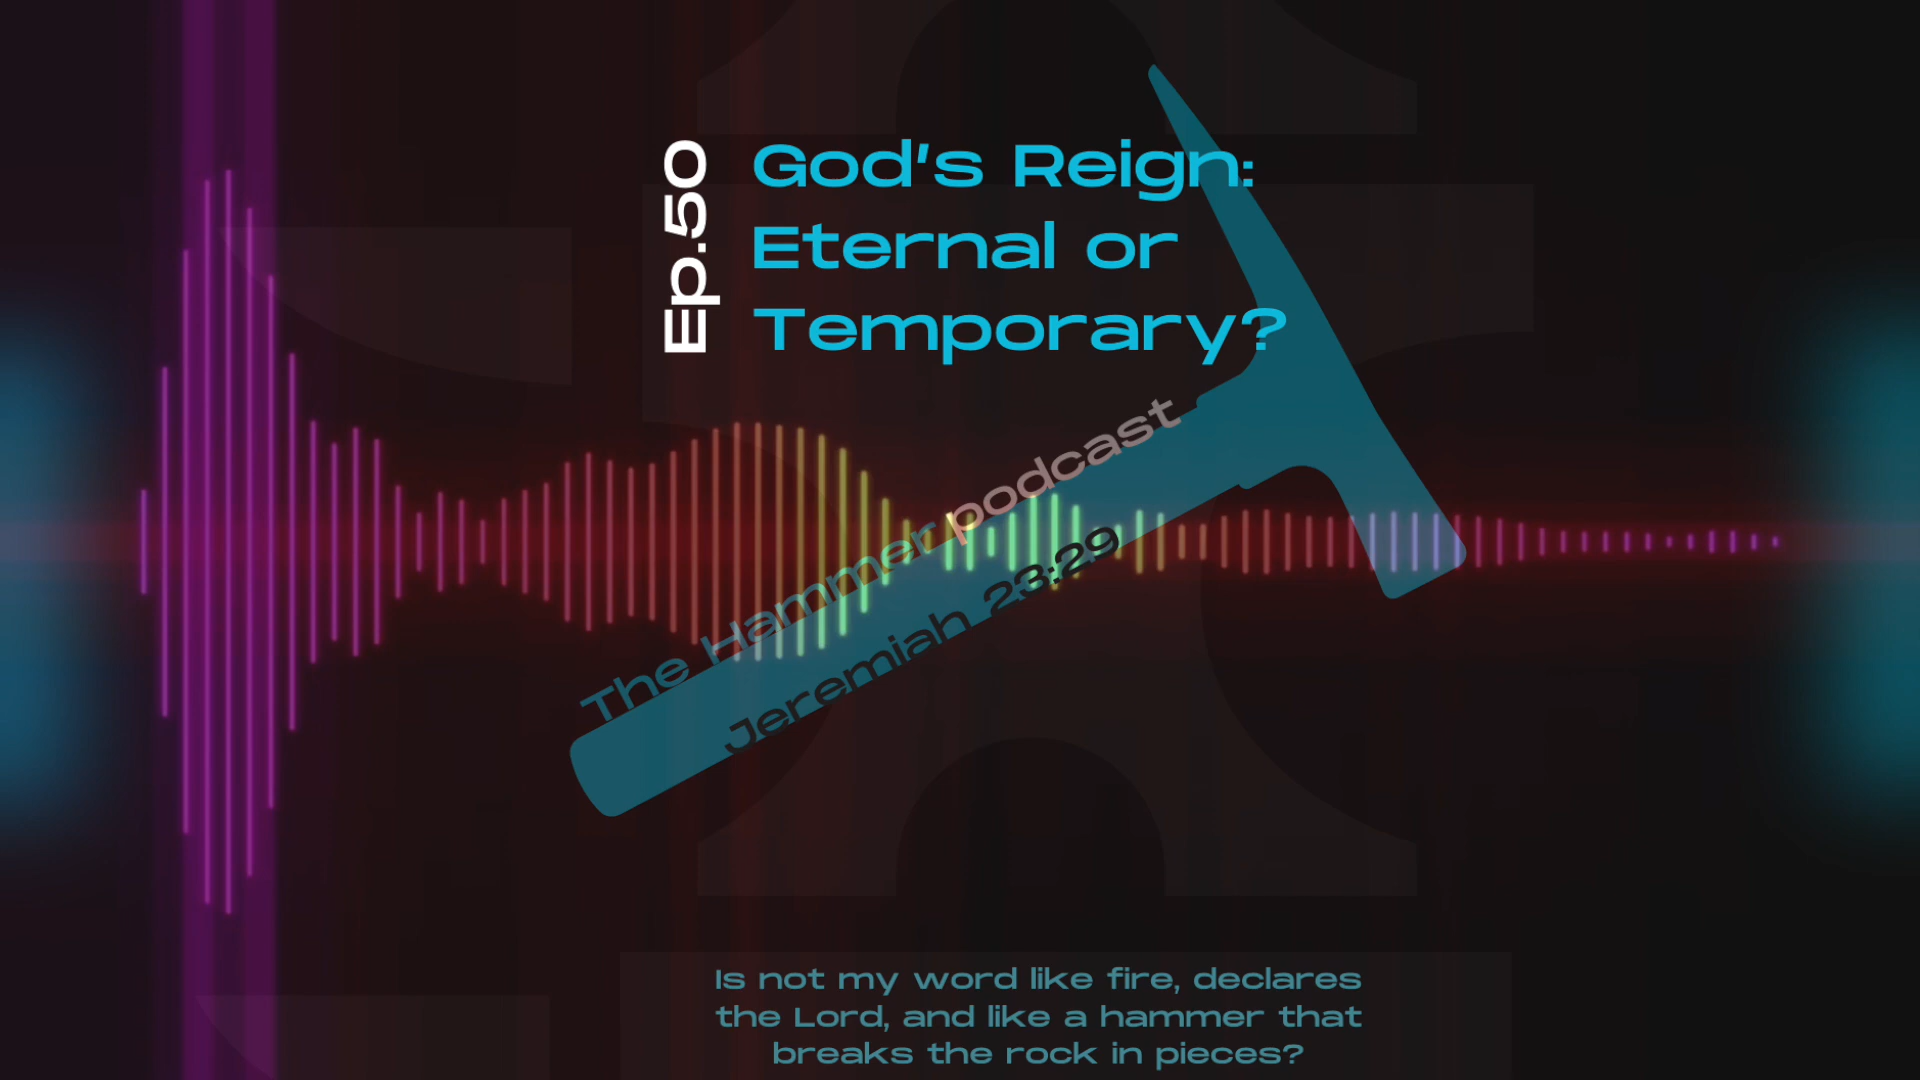 Ep.50
God's Reign:
Eternal or
Temporary?
The Hammer podcast
Jeremiah 23:29
Is not my word like fire, declares
the Lord, and like a hammer that
breaks the rock in pieces?